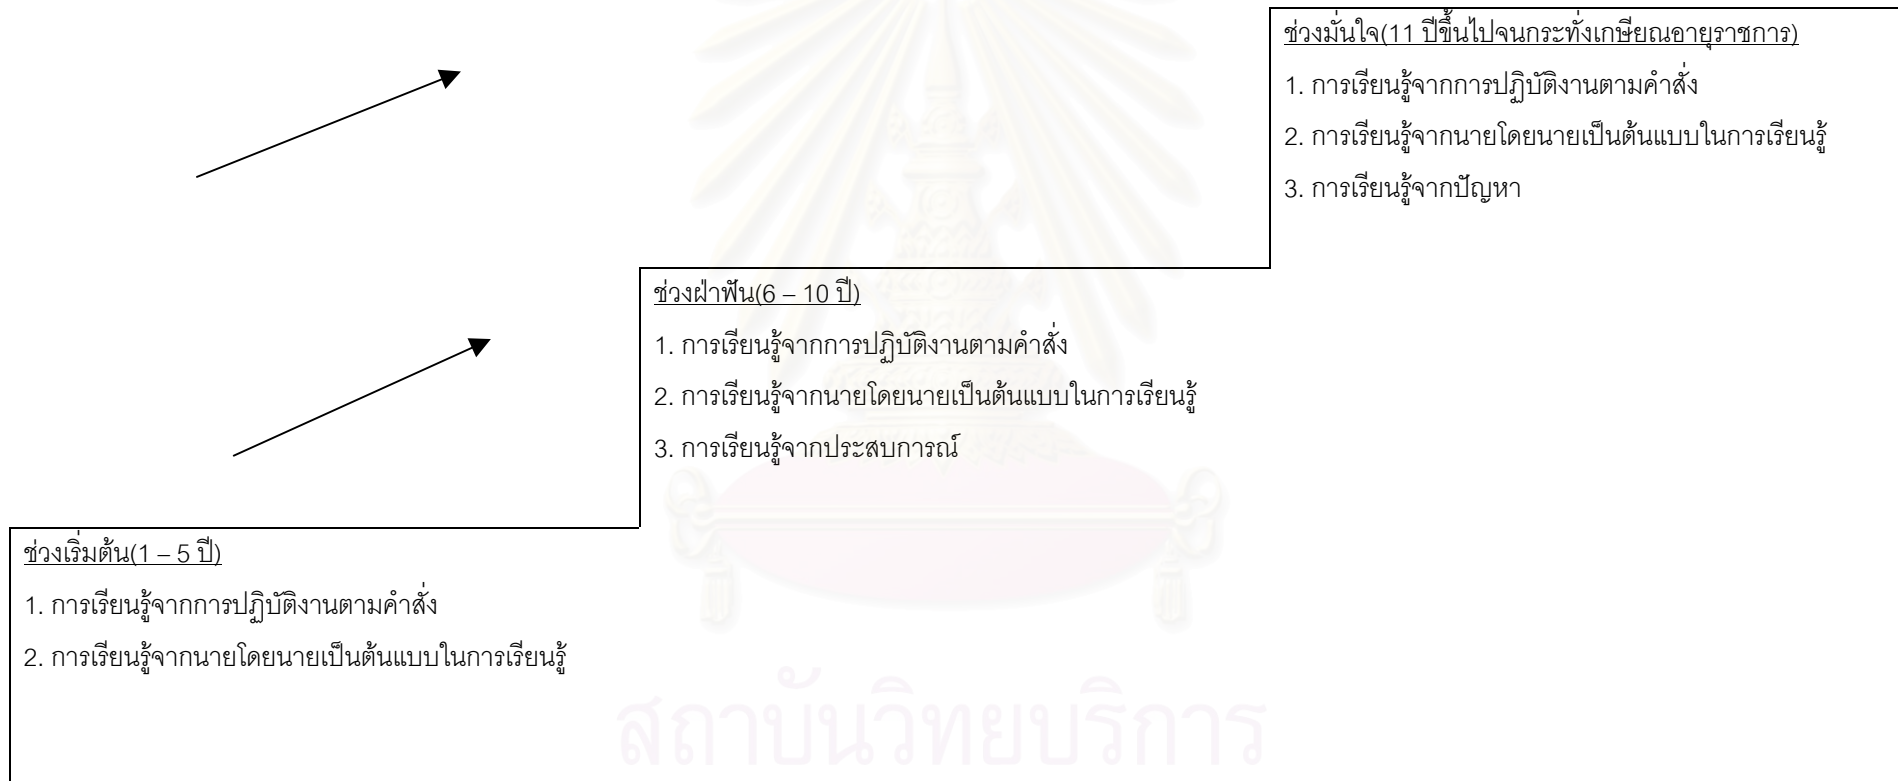 ช่วงมั่นใจ(11 ปีขึ้นไปจนกระทั่งเกษียณอายุราชการ)
1. การเรียนรู้จากการปฏิบัติงานตามคำสั่ง
2. การเรียนรู้จากนายโดยนายเป็นต้นแบบในการเรียนรู้
3. การเรียนรู้จากปัญหา
ช่วงฝ่าฟัน(6 – 10 ปี)
1. การเรียนรู้จากการปฏิบัติงานตามคำสั่ง
2. การเรียนรู้จากนายโดยนายเป็นต้นแบบในการเรียนรู้
3. การเรียนรู้จากประสบการณ์
ช่วงเริ่มต้น(1 – 5 ปี)
1. การเรียนรู้จากการปฏิบัติงานตามคำสั่ง
2. การเรียนรู้จากนายโดยนายเป็นต้นแบบในการเรียนรู้
สถาบันวิทยบริการ